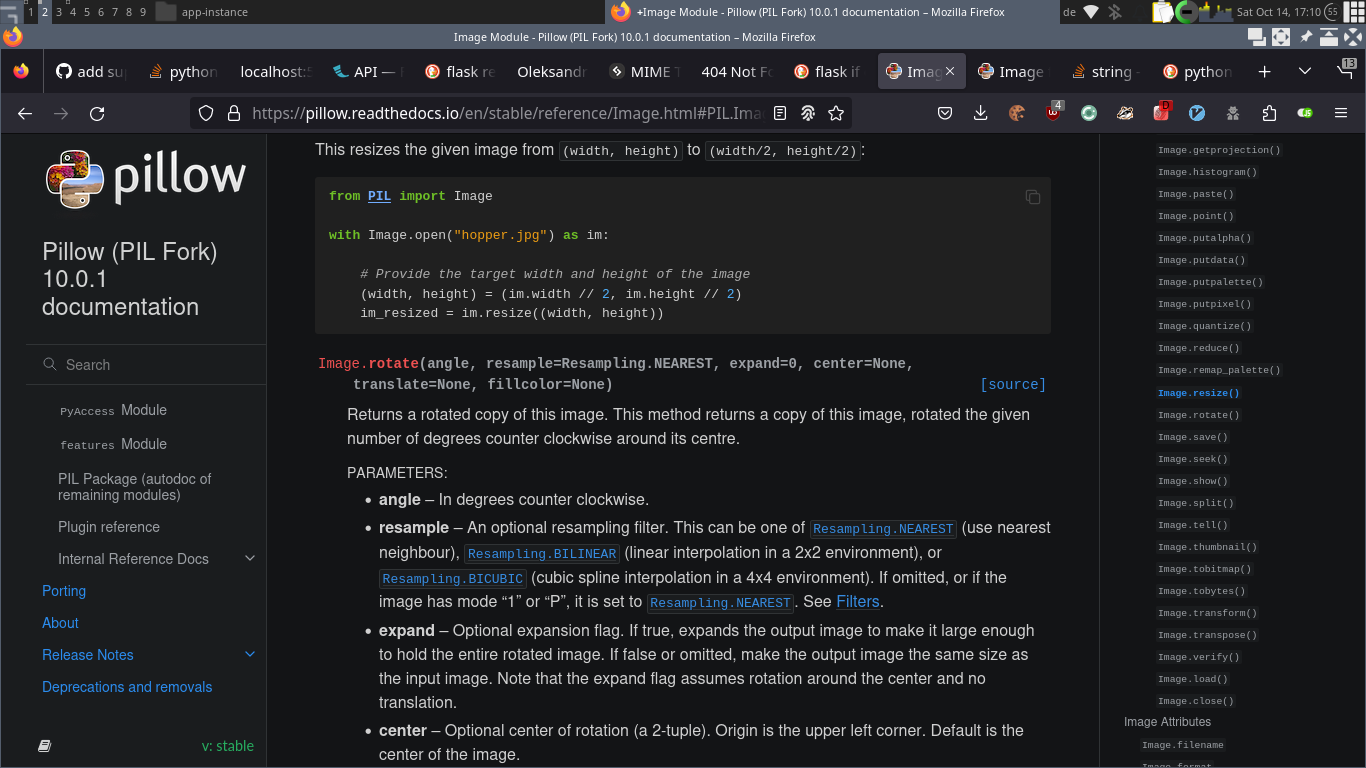 1 2 3 4 5 6 7 8 9 app-instance
+Image Module - Pillow (PIL Fork) 10.0.1 documentation – Mozilla Firefox
de Sat Oct 14, 17:10 55
Image Module - Pillow (PIL Fork) 10.0.1 documentation – Mozilla Firefox
add su python localhost:5 API — flask re Oleksand MIME T 404 Not Fo flask if Imag Image string - python 13
https://pillow.readthedocs.io/en/stable/reference/Image.html#PIL.Ima 4 D JS
pillow
Pillow (PIL Fork)
10.0.1
documentation
Search
PyAccess Module
features Module
PIL Package (autodoc of
remaining modules)
Plugin reference
Internal Reference Docs
Porting
About
Release Notes
Deprecations and removals
v: stable
This resizes the given image from (width, height) to (width/2, height/2):
from PIL import Image
with Image.open("hopper.jpg") as im:
# Provide the target width and height of the image
(width, height) = (im.width // 2, im.height // 2)
im_resized = im.resize((width, height))
Image.rotate(angle, resample=Resampling.NEAREST, expand=0, center=None,
translate=None, fillcolor=None) [source]
Returns a rotated copy of this image. This method returns a copy of this image, rotated the given
number of degrees counter clockwise around its centre.
PARAMETERS:
• angle – In degrees counter clockwise.
• resample – An optional resampling filter. This can be one of Resampling.NEAREST (use nearest
neighbour), Resampling.BILINEAR (linear interpolation in a 2x2 environment), or
Resampling.BICUBIC (cubic spline interpolation in a 4x4 environment). If omitted, or if the
image has mode “1” or “P”, it is set to Resampling.NEAREST. See Filters.
• expand – Optional expansion flag. If true, expands the output image to make it large enough
to hold the entire rotated image. If false or omitted, make the output image the same size as
the input image. Note that the expand flag assumes rotation around the center and no
translation.
• center – Optional center of rotation (a 2-tuple). Origin is the upper left corner. Default is the
center of the image.
Image.getprojection()
Image.histogram()
Image.paste()
Image.point()
Image.putalpha()
Image.putdata()
Image.putpalette()
Image.putpixel()
Image.quantize()
Image.reduce()
Image.remap_palette()
Image.resize()
Image.rotate()
Image.save()
Image.seek()
Image.show()
Image.split()
Image.tell()
Image.thumbnail()
Image.tobitmap()
Image.tobytes()
Image.transform()
Image.transpose()
Image.verify()
Image.load()
Image.close()
Image Attributes
Image.filename
Image.format